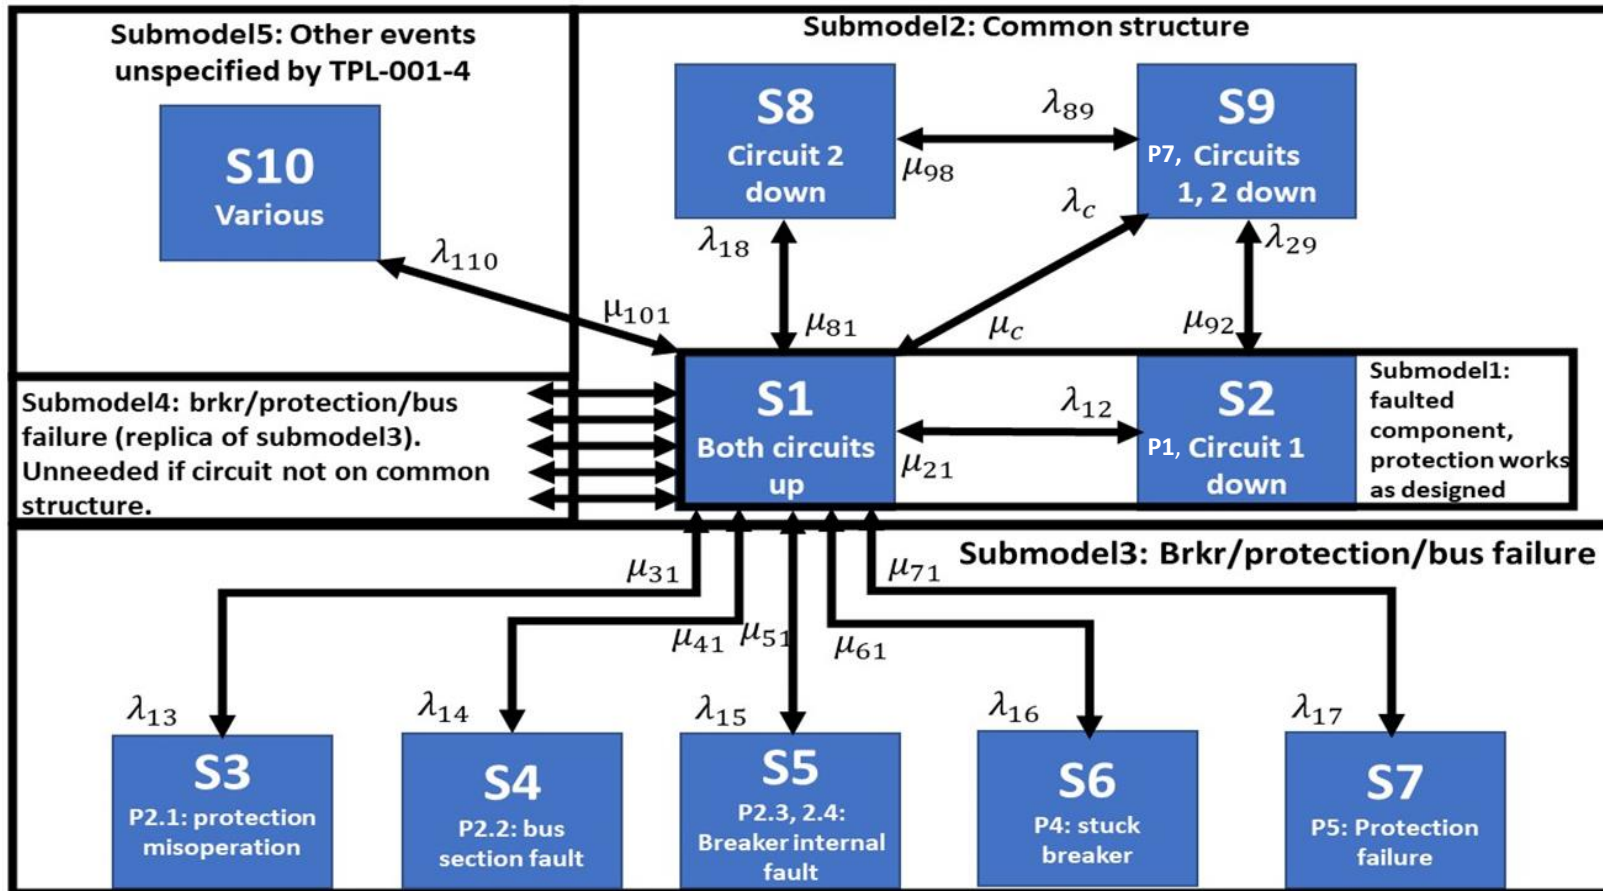 Submodel5: Other events
unspecified by TPL-001-4
S10
Various
λ110
μ101
Submodel2: Common structure
S8
Circuit 2
down
λ89
μ98
S9
P7, Circuits
1, 2 down
λc
μc
λ18
μ81
λ29
μ92
Submodel4: brkr/protection/bus
failure (replica of submodel3).
Unneeded if circuit not on common
structure.
S1
Both circuits
up
λ12
μ21
S2
P1, Circuit 1
down
Submodel1:
faulted
component,
protection works
as designed
Submodel3: Brkr/protection/bus failure
μ31
μ41
μ51
μ61
μ71
λ13
λ14
λ15
λ16
λ17
S3
P2.1: protection
misoperation
S4
P2.2: bus
section fault
S5
P2.3, 2.4:
Breaker internal
fault
S6
P4: stuck
breaker
S7
P5: Protection
failure